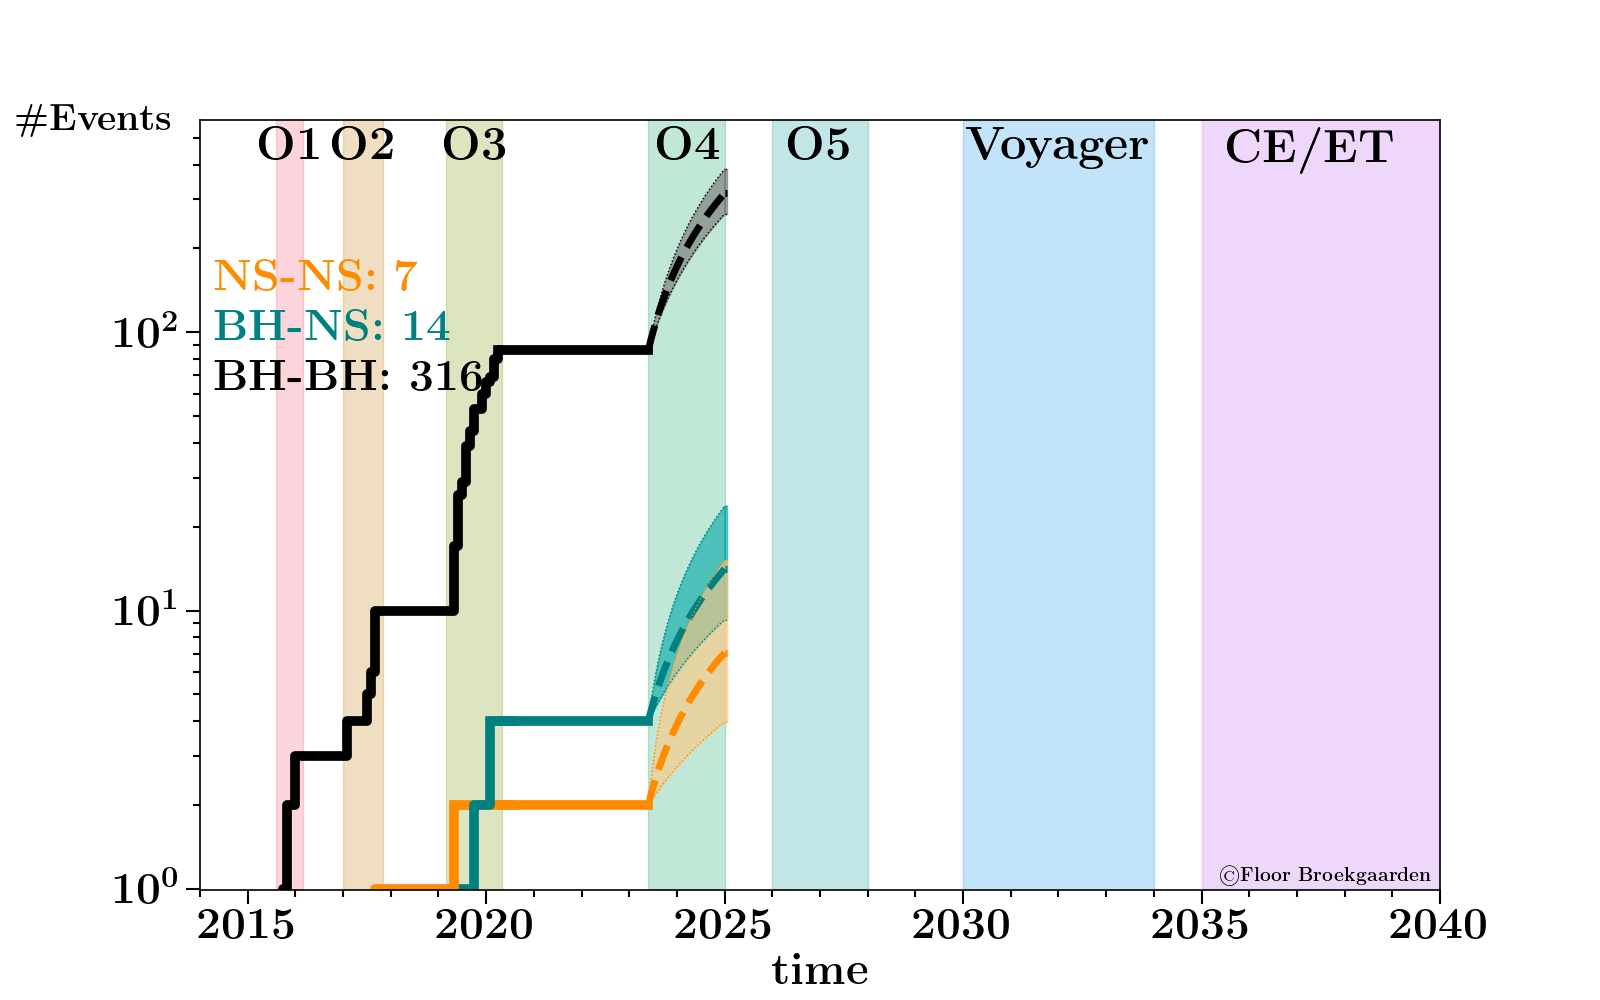 #Events
O1 O2 O3 O4 O5 Voyager CE/ET
NS-NS: 7
BH-NS: 14
BH-BH: 316
10²
10¹
10⁰
©Floor Broekgaarden
2015 2020 2025 2030 2035 2040
time